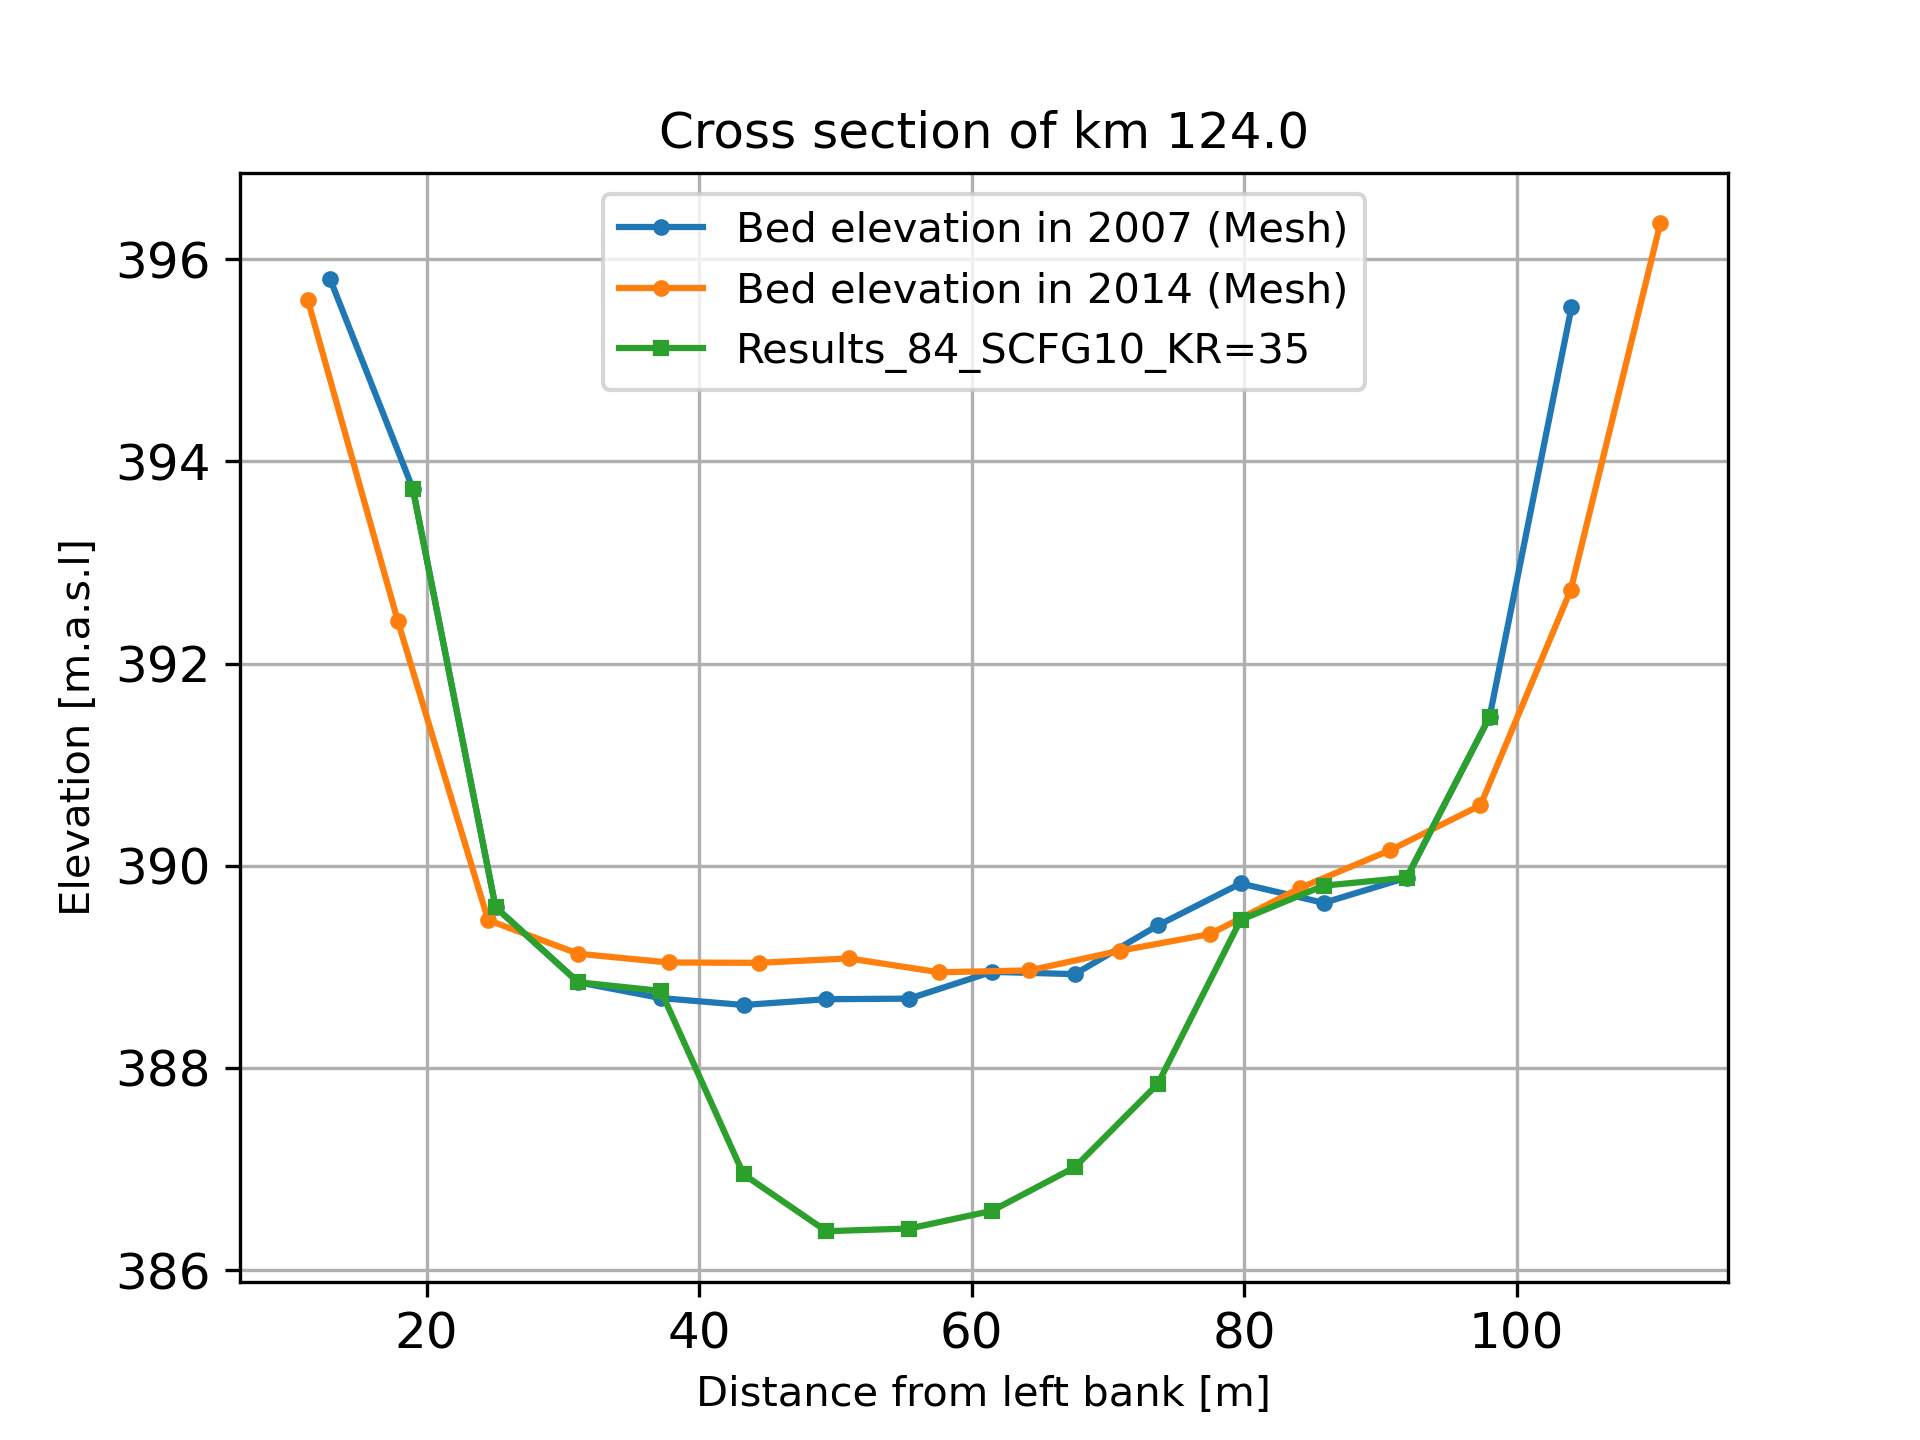 Cross section of km 124.0
Bed elevation in 2007 (Mesh)
Bed elevation in 2014 (Mesh)
Results_84_SCFG10_KR=35
Elevation [m.a.s.l]
396
394
392
390
388
386
20 40 60 80 100
Distance from left bank [m]